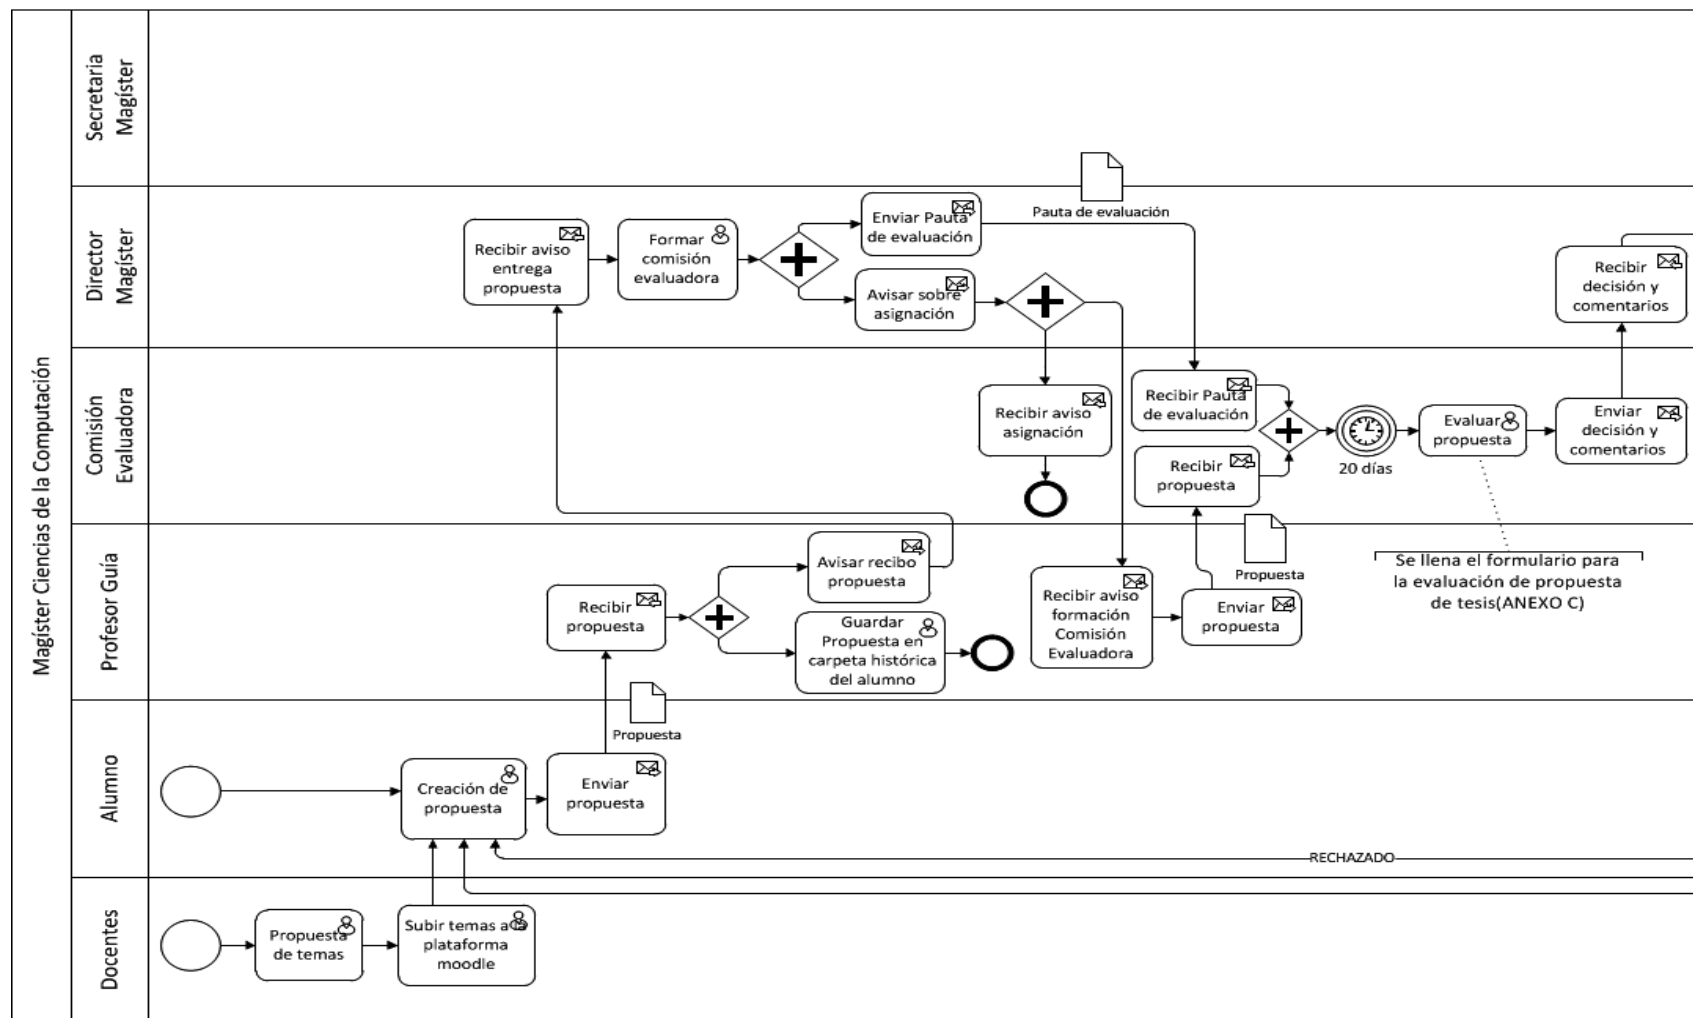 Magíster Ciencias de la Computación
Secretaria
Magíster
Pauta de evaluación
Director
Magíster
Recibir aviso
entrega
propuesta
Formar
comisión
evaluadora
Enviar Pauta
de evaluación
Avisar sobre
asignación
Recibir
decisión y
comentarios
Comisión
Evaluadora
Recibir aviso
asignación
Recibir Pauta
de evaluación
Recibir
propuesta
20 días
Evaluar
propuesta
Enviar
decisión y
comentarios
Profesor Guía
Recibir
propuesta
Avisar recibo
propuesta
Guardar
Propuesta en
carpeta histórica
del alumno
Recibir aviso
formación
Comisión
Evaluadora
Propuesta
Enviar
propuesta
Se llena el formulario para
la evaluación de propuesta
de tesis(ANEXO C)
Alumno
Creación de
propuesta
Enviar
propuesta
Propuesta
RECHAZADO
Docentes
Propuesta
de temas
Subir temas a la
plataforma
moodle